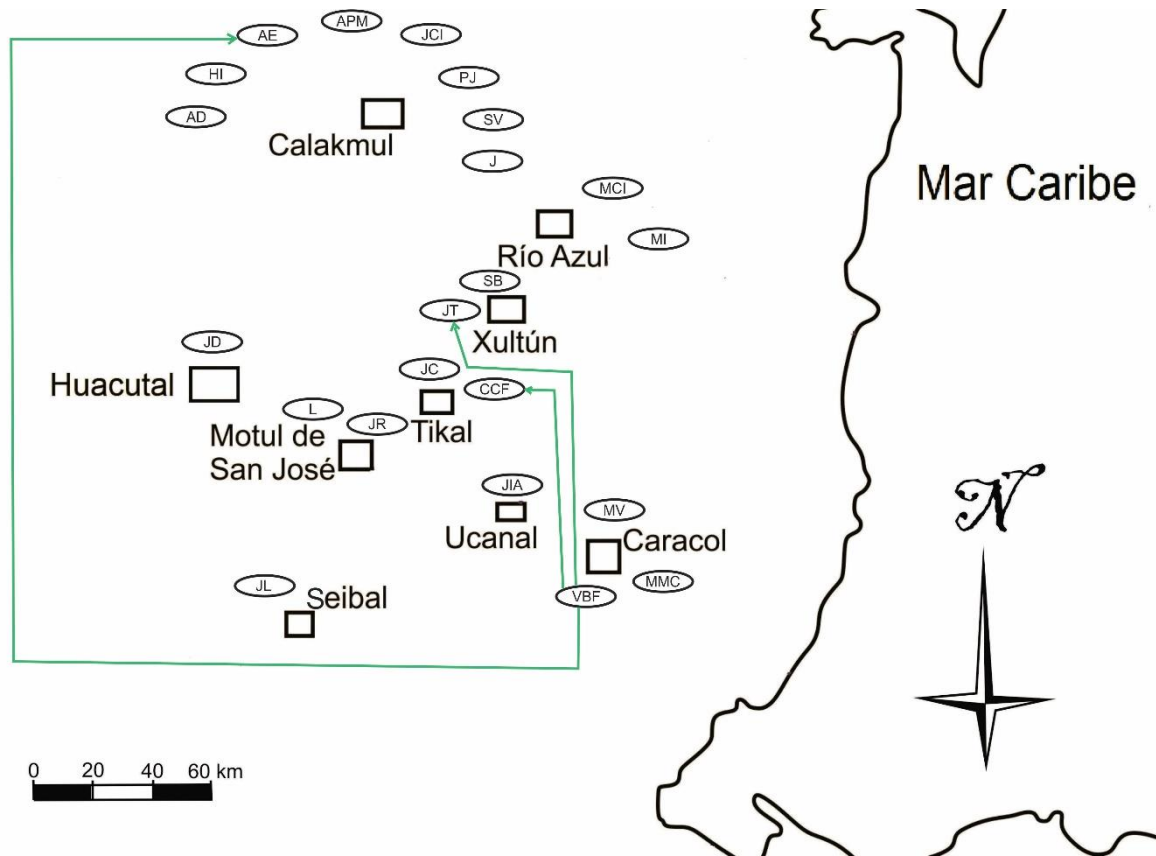 APM
AE
JCI
HI
PJ
AD
SV
Calakmul
J
MCI
Mar Caribe
MI
Río Azul
SB
JT
Xultún
JD
JC
Huacutal
CCF
L
JR
Tikal
Motul de
San José
JIA
MV
Ucanal
Caracol
JL
MMC
Seibal
VBF
N
0 20 40 60 km